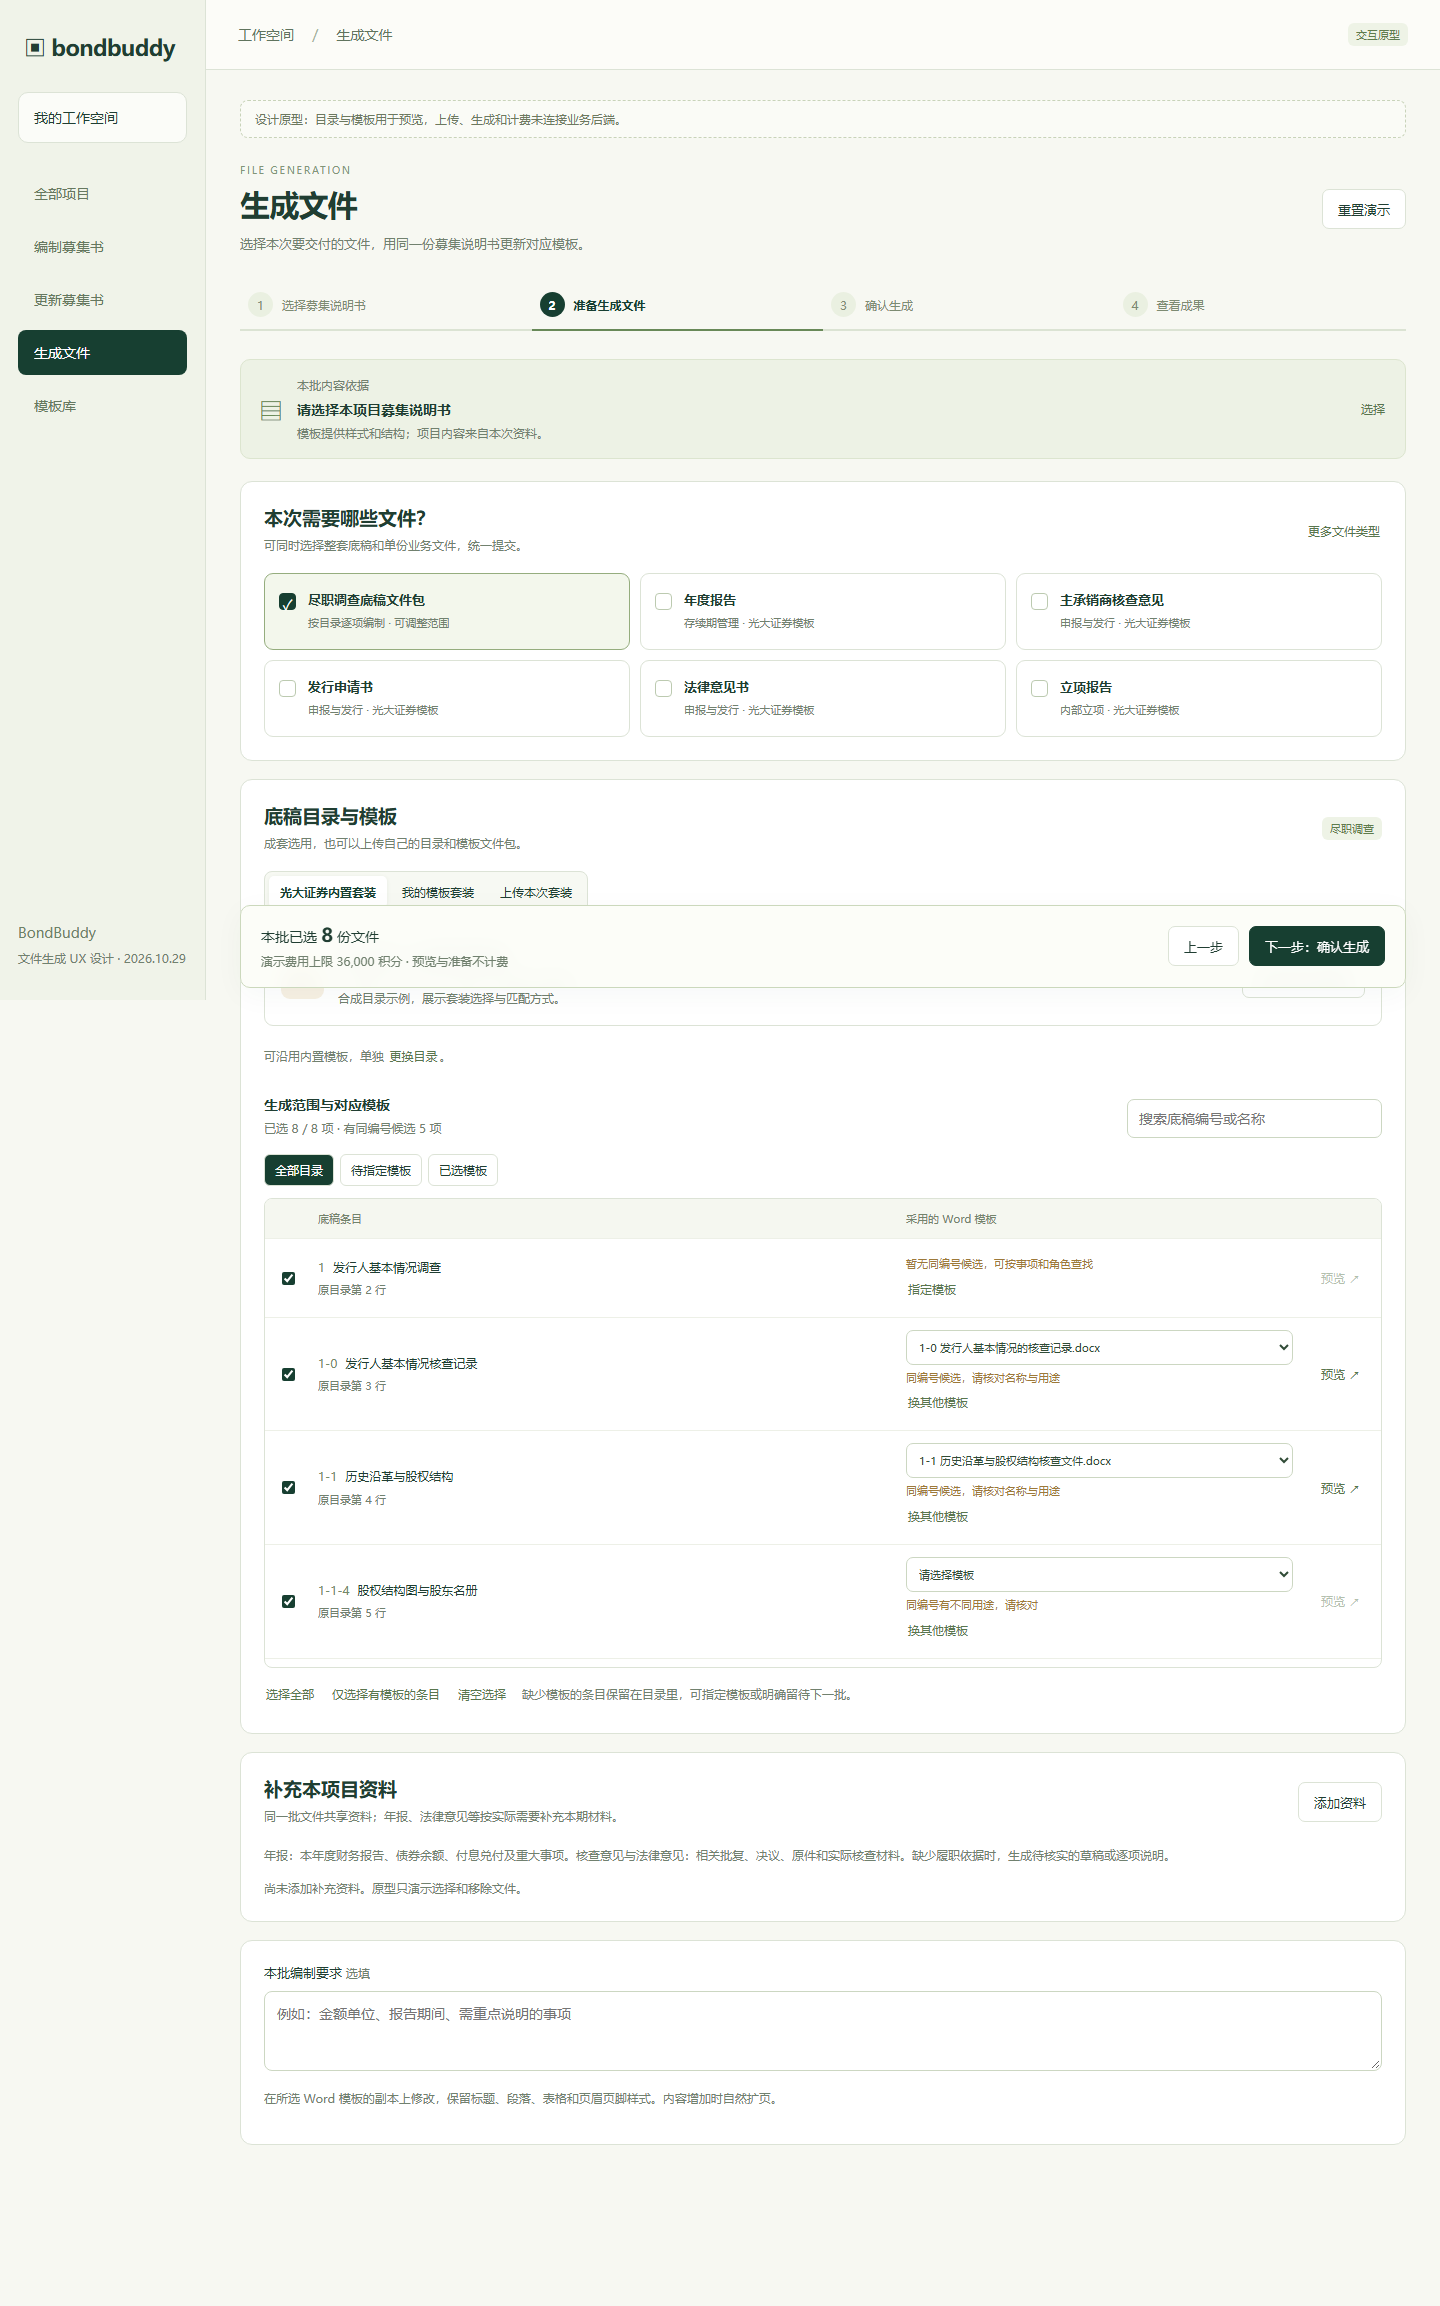 bondbuddy
我的工作空间
全部项目
编制募集书
更新募集书
生成文件
模板库
BondBuddy
文件生成 UX 设计 · 2026.10.29
工作空间 / 生成文件
交互原型
设计原型：目录与模板用于预览，上传、生成和计费未连接业务后端。
FILE GENERATION
生成文件
选择本次要交付的文件，用同一份募集说明书更新对应模板。
重置演示
1 选择募集说明书
2 准备生成文件
3 确认生成
4 查看成果
本批内容依据
请选择本项目募集说明书
模板提供样式和结构；项目内容来自本次资料。
选择
本次需要哪些文件？
可同时选择整套底稿和单份业务文件，统一提交。
更多文件类型
尽职调查底稿文件包
按目录逐项编制 · 可调整范围
年度报告
存续期管理 · 光大证券模板
主承销商核查意见
申报与发行 · 光大证券模板
发行申请书
申报与发行 · 光大证券模板
法律意见书
申报与发行 · 光大证券模板
立项报告
内部立项 · 光大证券模板
底稿目录与模板
成套选用，也可以上传自己的目录和模板文件包。
尽职调查
光大证券内置套装
我的模板套装
上传本次套装
本批已选 8 份文件
演示费用上限 36,000 积分 · 预览与准备不计费
上一步
下一步：确认生成
合成目录示例，展示套装选择与匹配方式。
可沿用内置模板，单独 更换目录。
生成范围与对应模板
已选 8 / 8 项 · 有同编号候选 5 项
搜索底稿编号或名称
全部目录
待指定模板
已选模板
底稿条目
采用的 Word 模板
1 发行人基本情况调查
原目录第 2 行
暂无同编号候选，可按事项和角色查找
指定模板
预览 ↗
1-0 发行人基本情况核查记录
原目录第 3 行
1-0 发行人基本情况的核查记录.docx
同编号候选，请核对名称与用途
换其他模板
预览 ↗
1-1 历史沿革与股权结构
原目录第 4 行
1-1 历史沿革与股权结构核查文件.docx
同编号候选，请核对名称与用途
换其他模板
预览 ↗
1-1-4 股权结构图与股东名册
原目录第 5 行
请选择模板
同编号有不同用途，请核对
换其他模板
预览 ↗
选择全部
仅选择有模板的条目
清空选择
缺少模板的条目保留在目录里，可指定模板或明确留待下一批。
补充本项目资料
同一批文件共享资料；年报、法律意见等按实际需要补充本期材料。
添加资料
年报：本年度财务报告、债券余额、付息兑付及重大事项。核查意见与法律意见：相关批复、决议、原件和实际核查材料。缺少履职依据时，生成待核实的草稿或逐项说明。
尚未添加补充资料。原型只演示选择和移除文件。
本批编制要求 选填
例如：金额单位、报告期间、需重点说明的事项
在所选 Word 模板的副本上修改，保留标题、段落、表格和页眉页脚样式。内容增加时自然扩页。